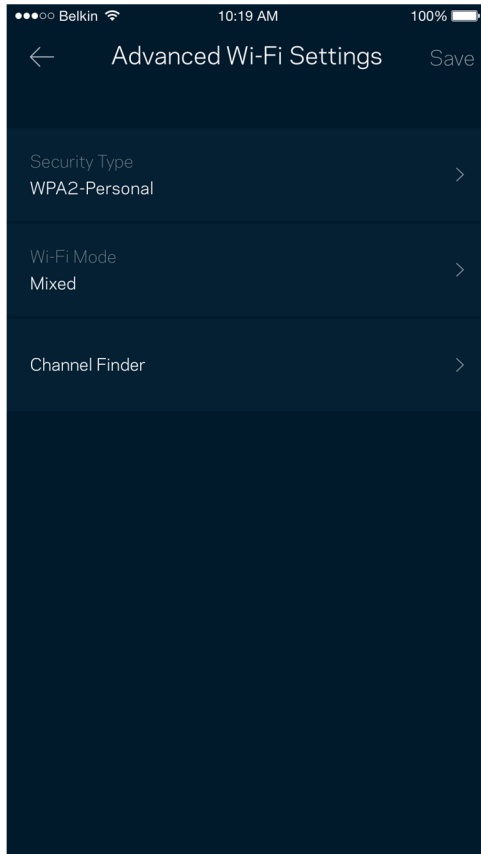 Belkin 10:19 AM 100%
Advanced Wi-Fi Settings Save
Security Type
WPA2-Personal
Wi-Fi Mode
Mixed
Channel Finder